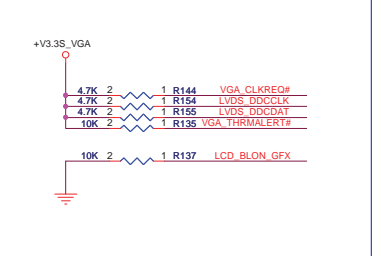 +V3.3S_VGA
4.7K 2 1 R144 VGA_CLKREQ#
4.7K 2 1 R154 LVDS_DDCCLK
4.7K 2 1 R155 LVDS_DDCDAT
10K 2 1 R135 VGA_THRMALERT#
10K 2 1 R137 LCD_BLON_GFX